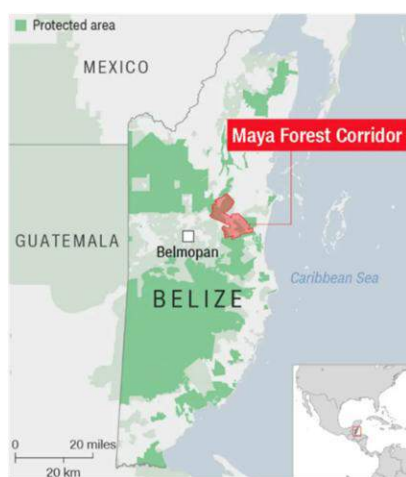 Protected area
MEXICO
Maya Forest Corridor
GUATEMALA
Belmopan
Caribbean Sea
BELIZE
0 20 miles
20 km